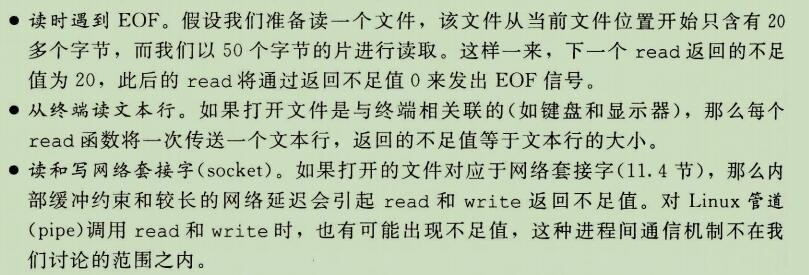 ● 读时遇到 EOF。假设我们准备读一个文件，该文件从当前文件位置开始只含有 20
多个字节，而我们以 50 个字节的片进行读取。这样一来，下一个 read 返回的不足
值为 20，此后的 read 将通过返回不足值 0 来发出 EOF 信号。
● 从终端读文本行。如果打开文件是与终端相关联的(如键盘和显示器)，那么每个
read 函数将一次传送一个文本行，返回的不足值等于文本行的大小。
● 读和写网络套接字(socket)。如果打开的文件对应于网络套接字(11.4 节)，那么内
部缓冲约束和较长的网络延迟会引起 read 和 write 返回不足值。对 Linux 管道
(pipe)调用 read 和 write 时，也有可能出现不足值，这种进程间通信机制不在我
们讨论的范围之内。